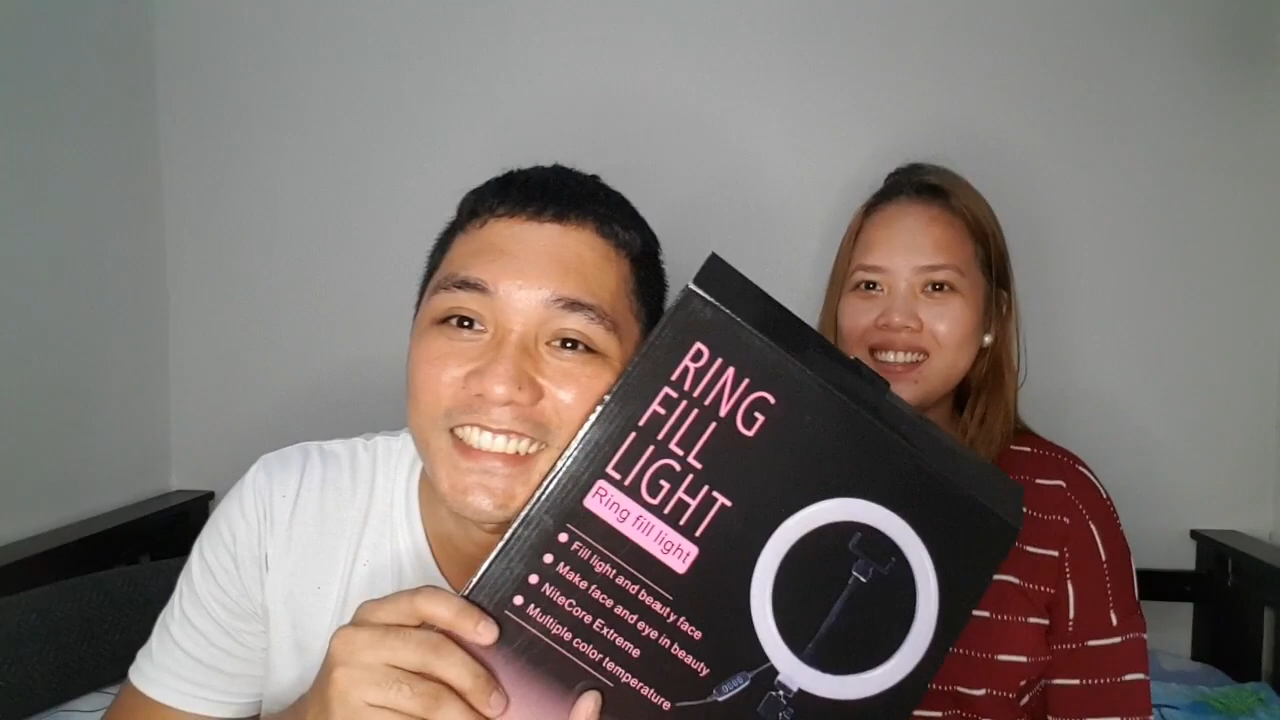 RING
FILL
LIGHT
Ring fill light
Fill light and beauty face
Make face and eye in beauty
NiteCore Extreme
Multiple color temperature